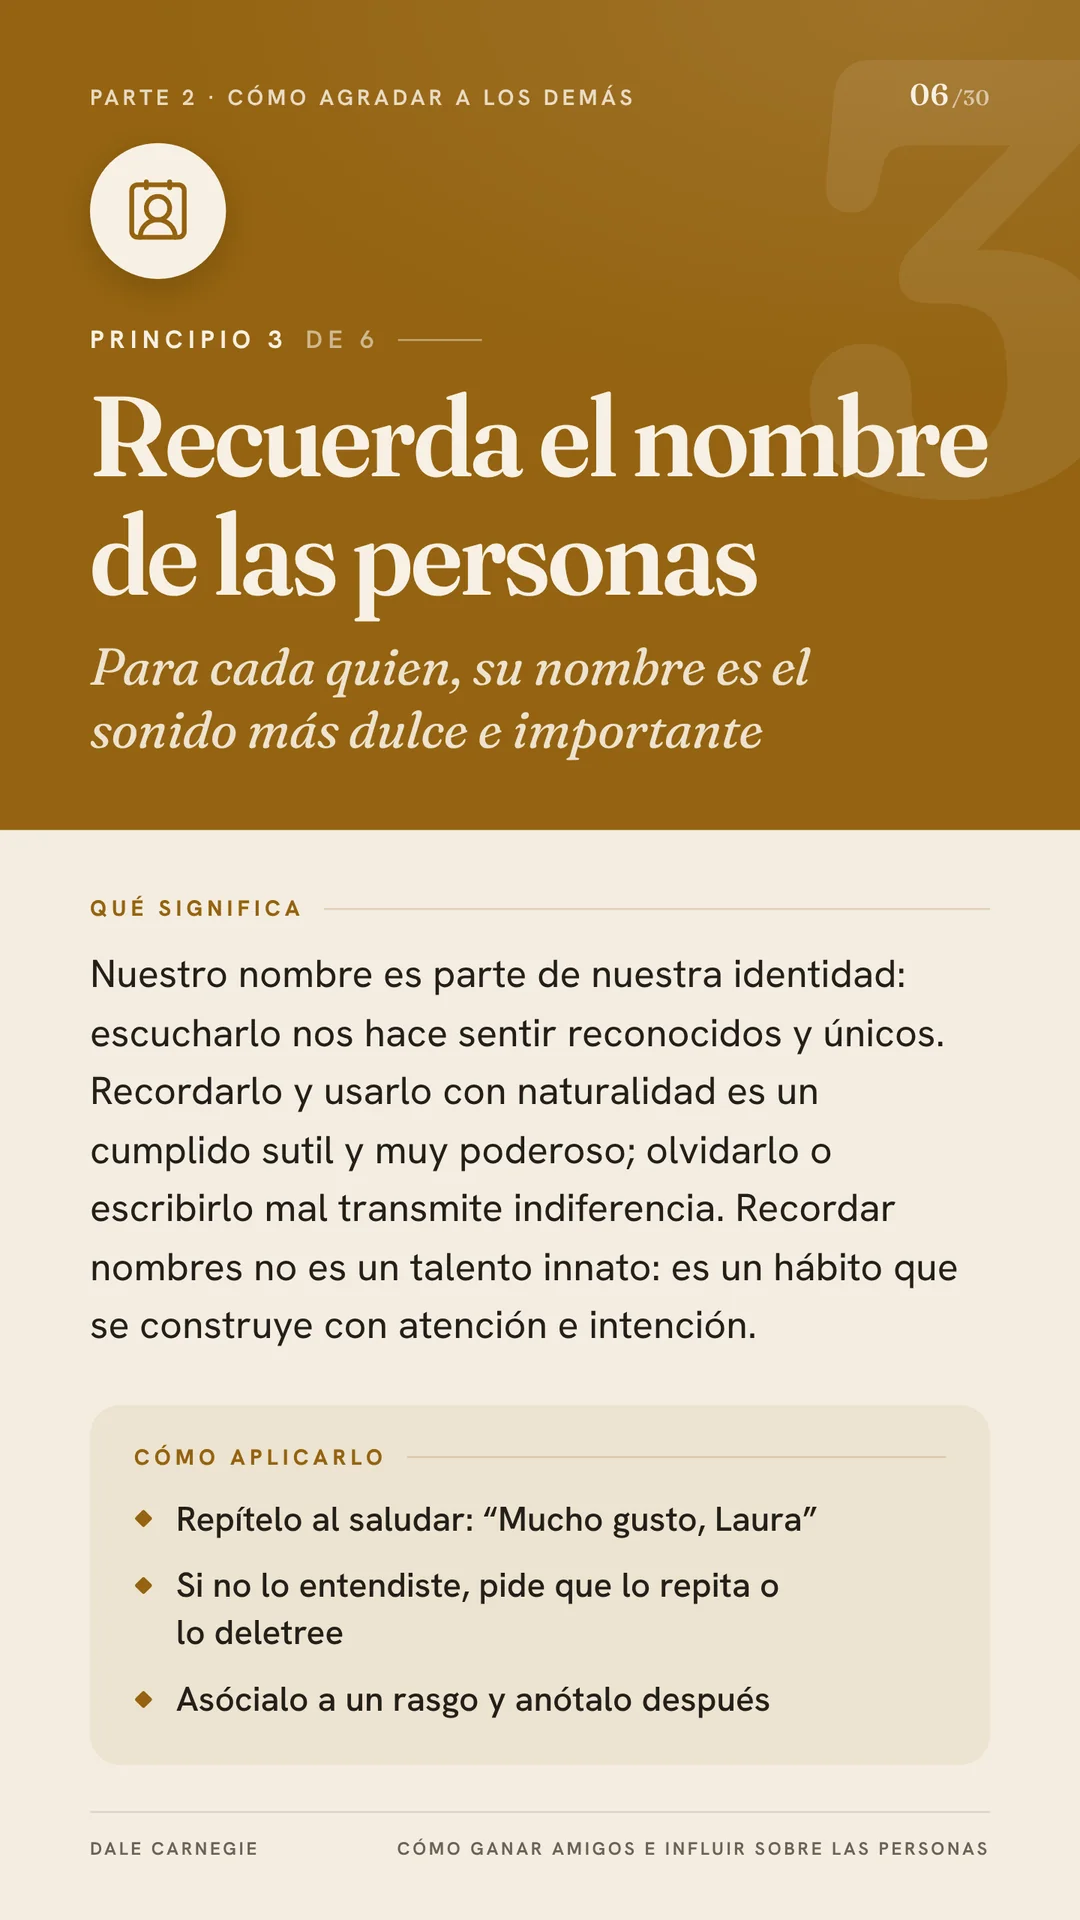 PARTE 2 · CÓMO AGRADAR A LOS DEMÁS
06/30
3
PRINCIPIO 3 DE 6
Recuerda el nombre
de las personas
Para cada quien, su nombre es el
sonido más dulce e importante
QUÉ SIGNIFICA
Nuestro nombre es parte de nuestra identidad:
escucharlo nos hace sentir reconocidos y únicos.
Recordarlo y usarlo con naturalidad es un
cumplido sutil y muy poderoso; olvidarlo o
escribirlo mal transmite indiferencia. Recordar
nombres no es un talento innato: es un hábito que
se construye con atención e intención.
CÓMO APLICARLO
Repítelo al saludar: “Mucho gusto, Laura”
Si no lo entendiste, pide que lo repita o
lo deletree
Asócialo a un rasgo y anótalo después
DALE CARNEGIE
CÓMO GANAR AMIGOS E INFLUIR SOBRE LAS PERSONAS